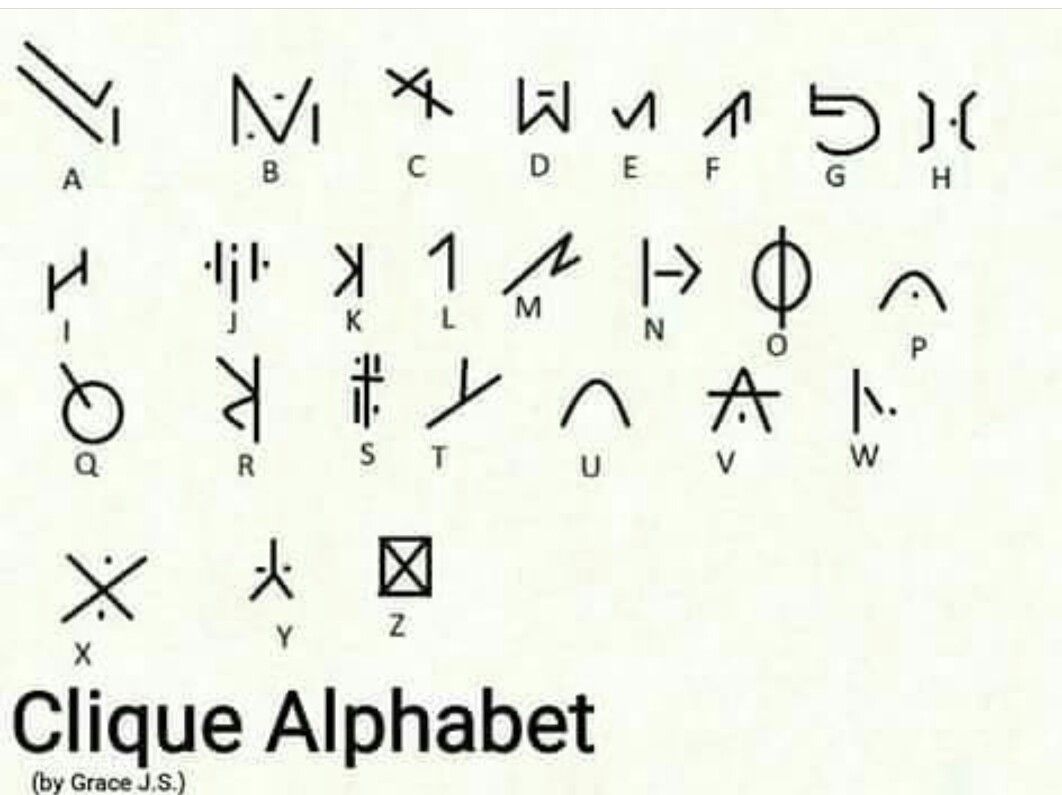 A B C D E F G H
I J K L M N O P
Q R S T U V W
X Y Z
Clique Alphabet
(by Grace J.S.)